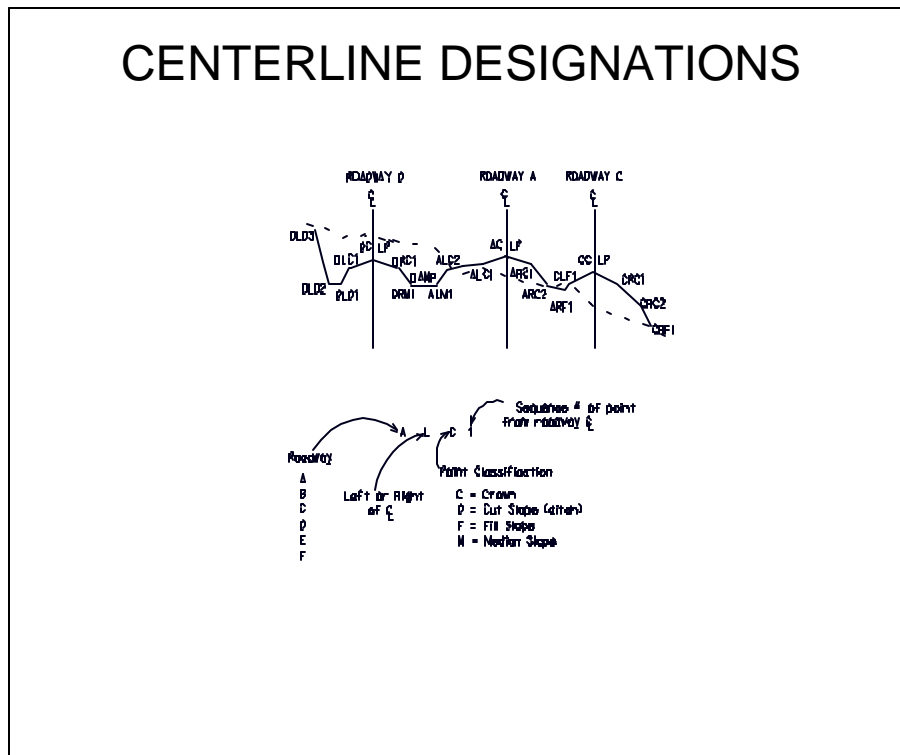 CENTERLINE DESIGNATIONS
ROADWAY D ROADWAY A ROADWAY C
℄ ℄ ℄
DLD3
DC LP AC LP CC LP
DLC1 DRC1 ALC2 ALC1 ARC1 CLF1 CRC1
DLD2 DLD1 DRM1 ALM1 ARC2 ARF1 CRC2
CRF1
Sequence # of point
from roadway ℄
A L C 1
Roadway Point Classification
A
B Left or Right C = Crown
C of ℄ D = Cut Slope (ditch)
D F = Fill Slope
E M = Median Slope
F